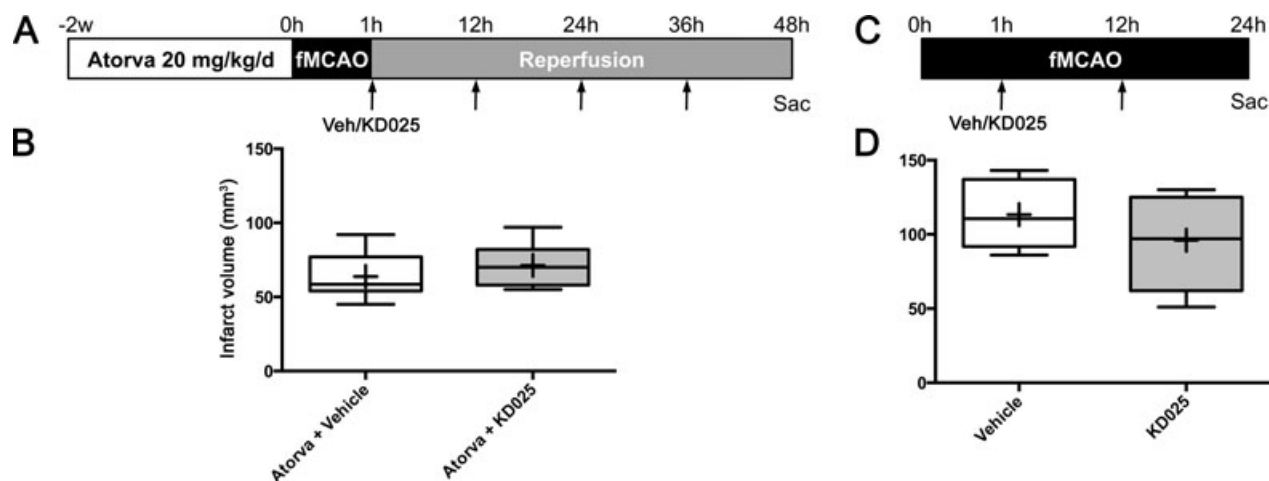 A
-2w 0h 1h 12h 24h 36h 48h
Atorva 20 mg/kg/d fMCAO Reperfusion
Veh/KD025
Sac
B
Infarct volume (mm³)
150
100
50
0
Atorva + Vehicle
Atorva + KD025
C
0h 1h 12h 24h
fMCAO
Veh/KD025
Sac
D
150
100
50
0
Vehicle
KD025